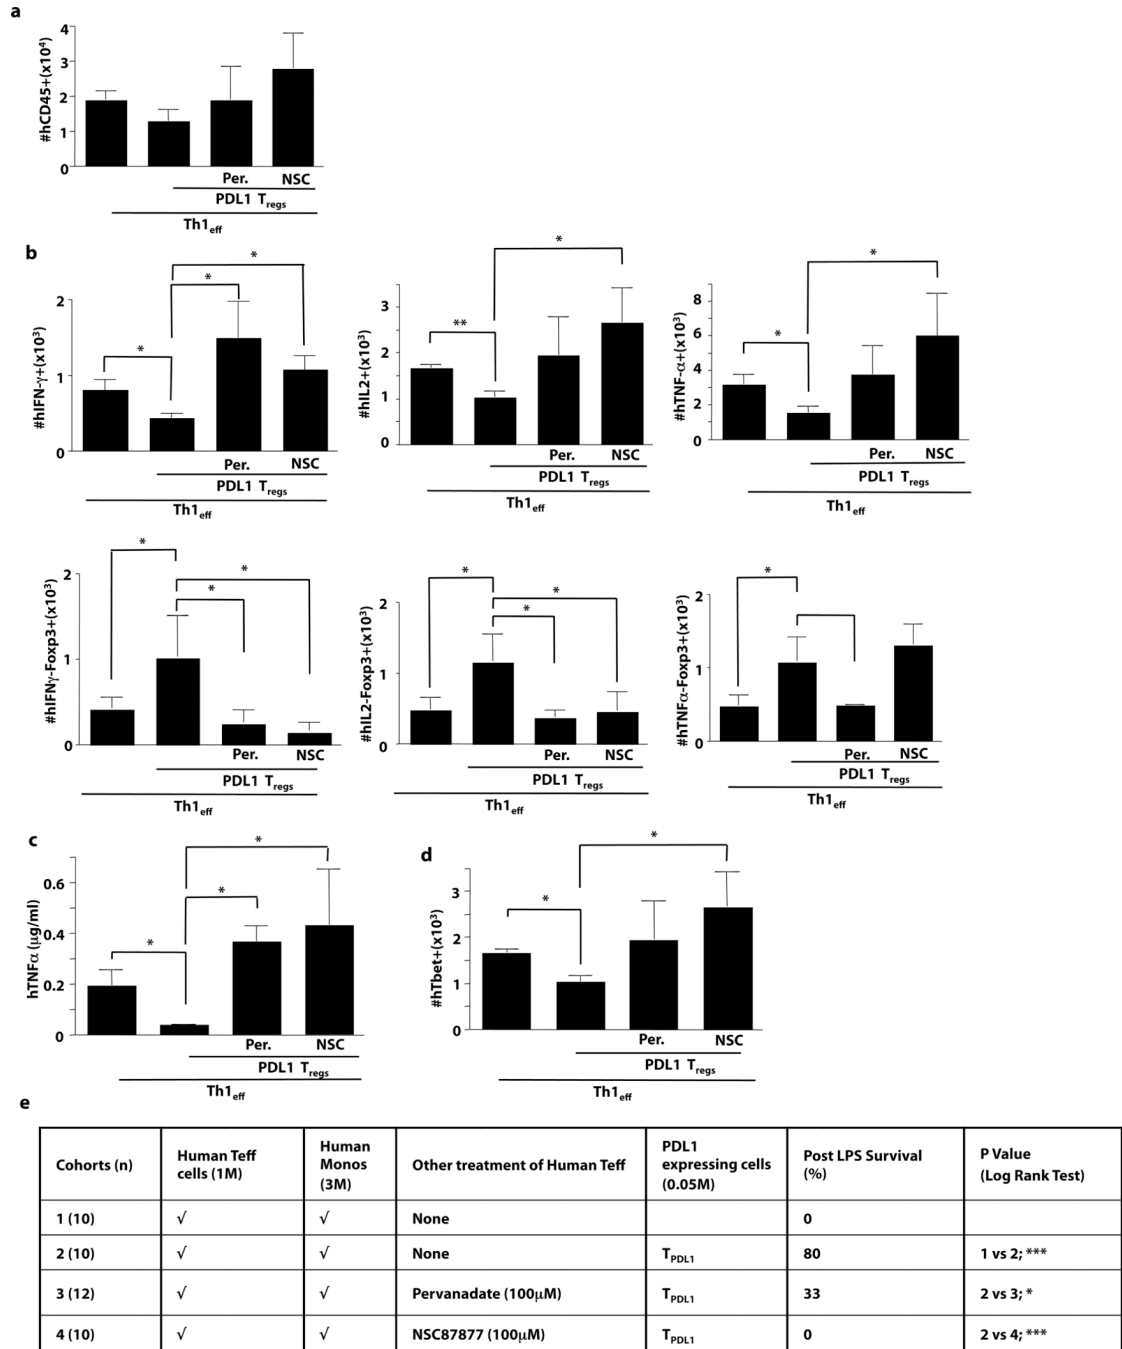 a
#hCD45+(x10⁴)
4
3
2
1
0
Per. NSC
PDL1 Tregs
Th1eff
b
#hIFN-γ+(x10³)
2
1
0
*
*
*
Per. NSC
PDL1 Tregs
Th1eff
#hIL2+(x10³)
3
2
1
0
**
*
Per. NSC
PDL1 Tregs
Th1eff
#hTNF-α+(x10³)
8
6
4
2
0
*
*
Per. NSC
PDL1 Tregs
Th1eff
#hIFNγ-Foxp3+(x10³)
2
1
0
*
*
*
Per. NSC
PDL1 Tregs
Th1eff
#hIL2-Foxp3+(x10³)
2
1
0
*
*
*
Per. NSC
PDL1 Tregs
Th1eff
#hTNFα-Foxp3+(x10³)
2
1
0
*
Per. NSC
PDL1 Tregs
Th1eff
c
hTNFα (μg/ml)
0.6
0.4
0.2
0
*
*
*
Per. NSC
PDL1 Tregs
Th1eff
d
#hTbet+(x10³)
3
2
1
0
*
*
Per. NSC
PDL1 Tregs
Th1eff
e
Cohorts (n) Human Teff cells (1M) Human Monos (3M) Other treatment of Human Teff PDL1 expressing cells (0.05M) Post LPS Survival (%) P Value (Log Rank Test)
1 (10) √ √ None 0
2 (10) √ √ None TPDL1 80 1 vs 2; ***
3 (12) √ √ Pervanadate (100μM) TPDL1 33 2 vs 3; *
4 (10) √ √ NSC87877 (100μM) TPDL1 0 2 vs 4; ***